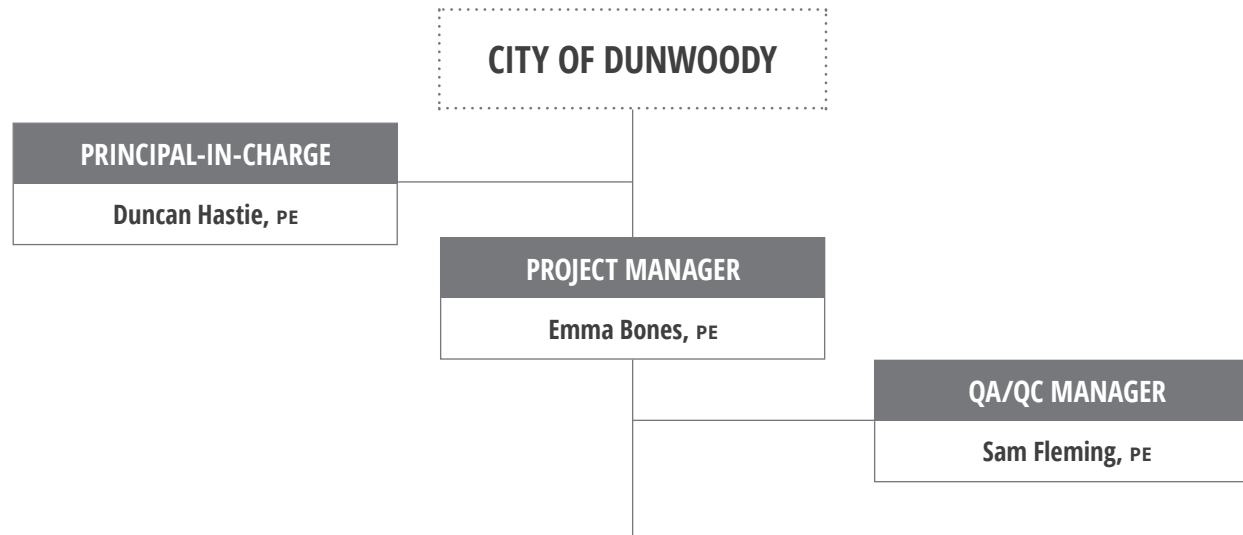 CITY OF DUNWOODY
PRINCIPAL-IN-CHARGE
Duncan Hastie, PE
PROJECT MANAGER
Emma Bones, PE
QA/QC MANAGER
Sam Fleming, PE